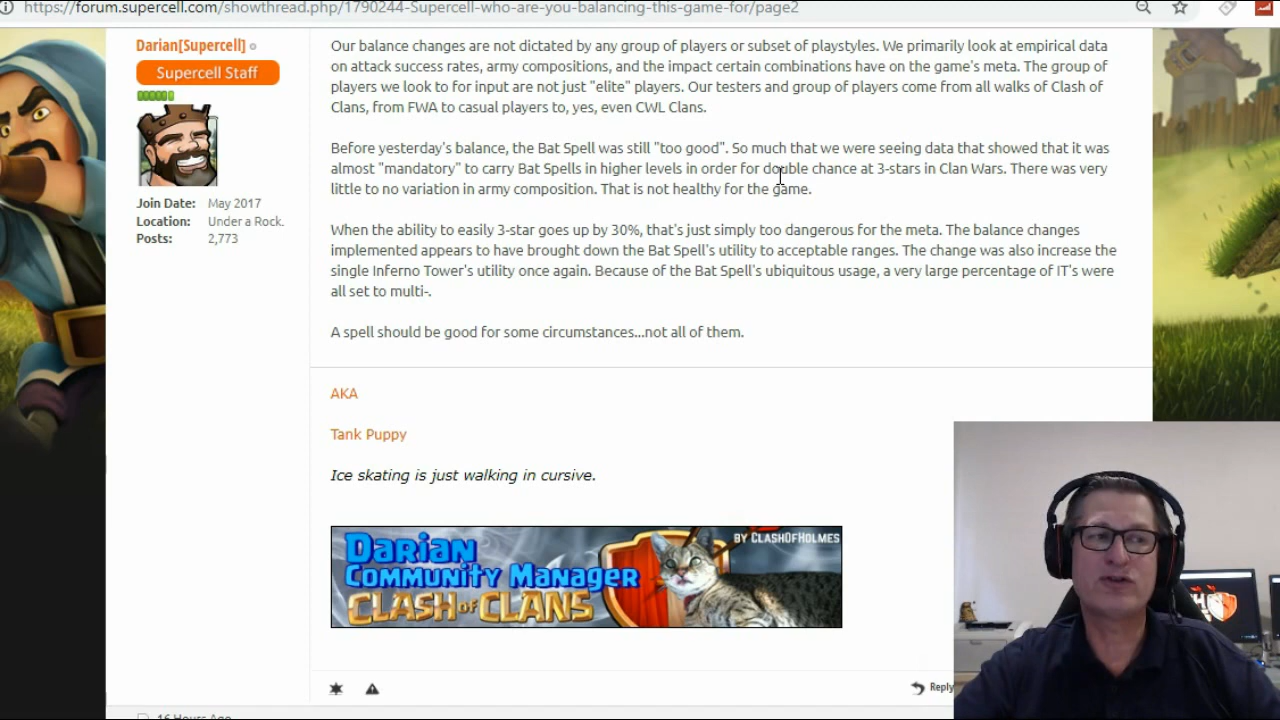 https://forum.supercell.com/showthread.php/1790244-Supercell-who-are-you-balancing-this-game-for/page2
Darian[Supercell]
Supercell Staff
Join Date: May 2017
Location: Under a Rock.
Posts: 2,773
Our balance changes are not dictated by any group of players or subset of playstyles. We primarily look at empirical data
on attack success rates, army compositions, and the impact certain combinations have on the game's meta. The group of
players we look to for input are not just "elite" players. Our testers and group of players come from all walks of Clash of
Clans, from FWA to casual players to, yes, even CWL Clans.
Before yesterday's balance, the Bat Spell was still "too good". So much that we were seeing data that showed that it was
almost "mandatory" to carry Bat Spells in higher levels in order for double chance at 3-stars in Clan Wars. There was very
little to no variation in army composition. That is not healthy for the game.
When the ability to easily 3-star goes up by 30%, that's just simply too dangerous for the meta. The balance changes
implemented appears to have brought down the Bat Spell's utility to acceptable ranges. The change was also increase the
single Inferno Tower's utility once again. Because of the Bat Spell's ubiquitous usage, a very large percentage of IT's were
all set to multi-.
A spell should be good for some circumstances...not all of them.
AKA
Tank Puppy
Ice skating is just walking in cursive.
BY CLASHOFHOLMES
DARIAN
COMMUNITY MANAGER
CLASH OF CLANS
Reply
16 Hours Ago